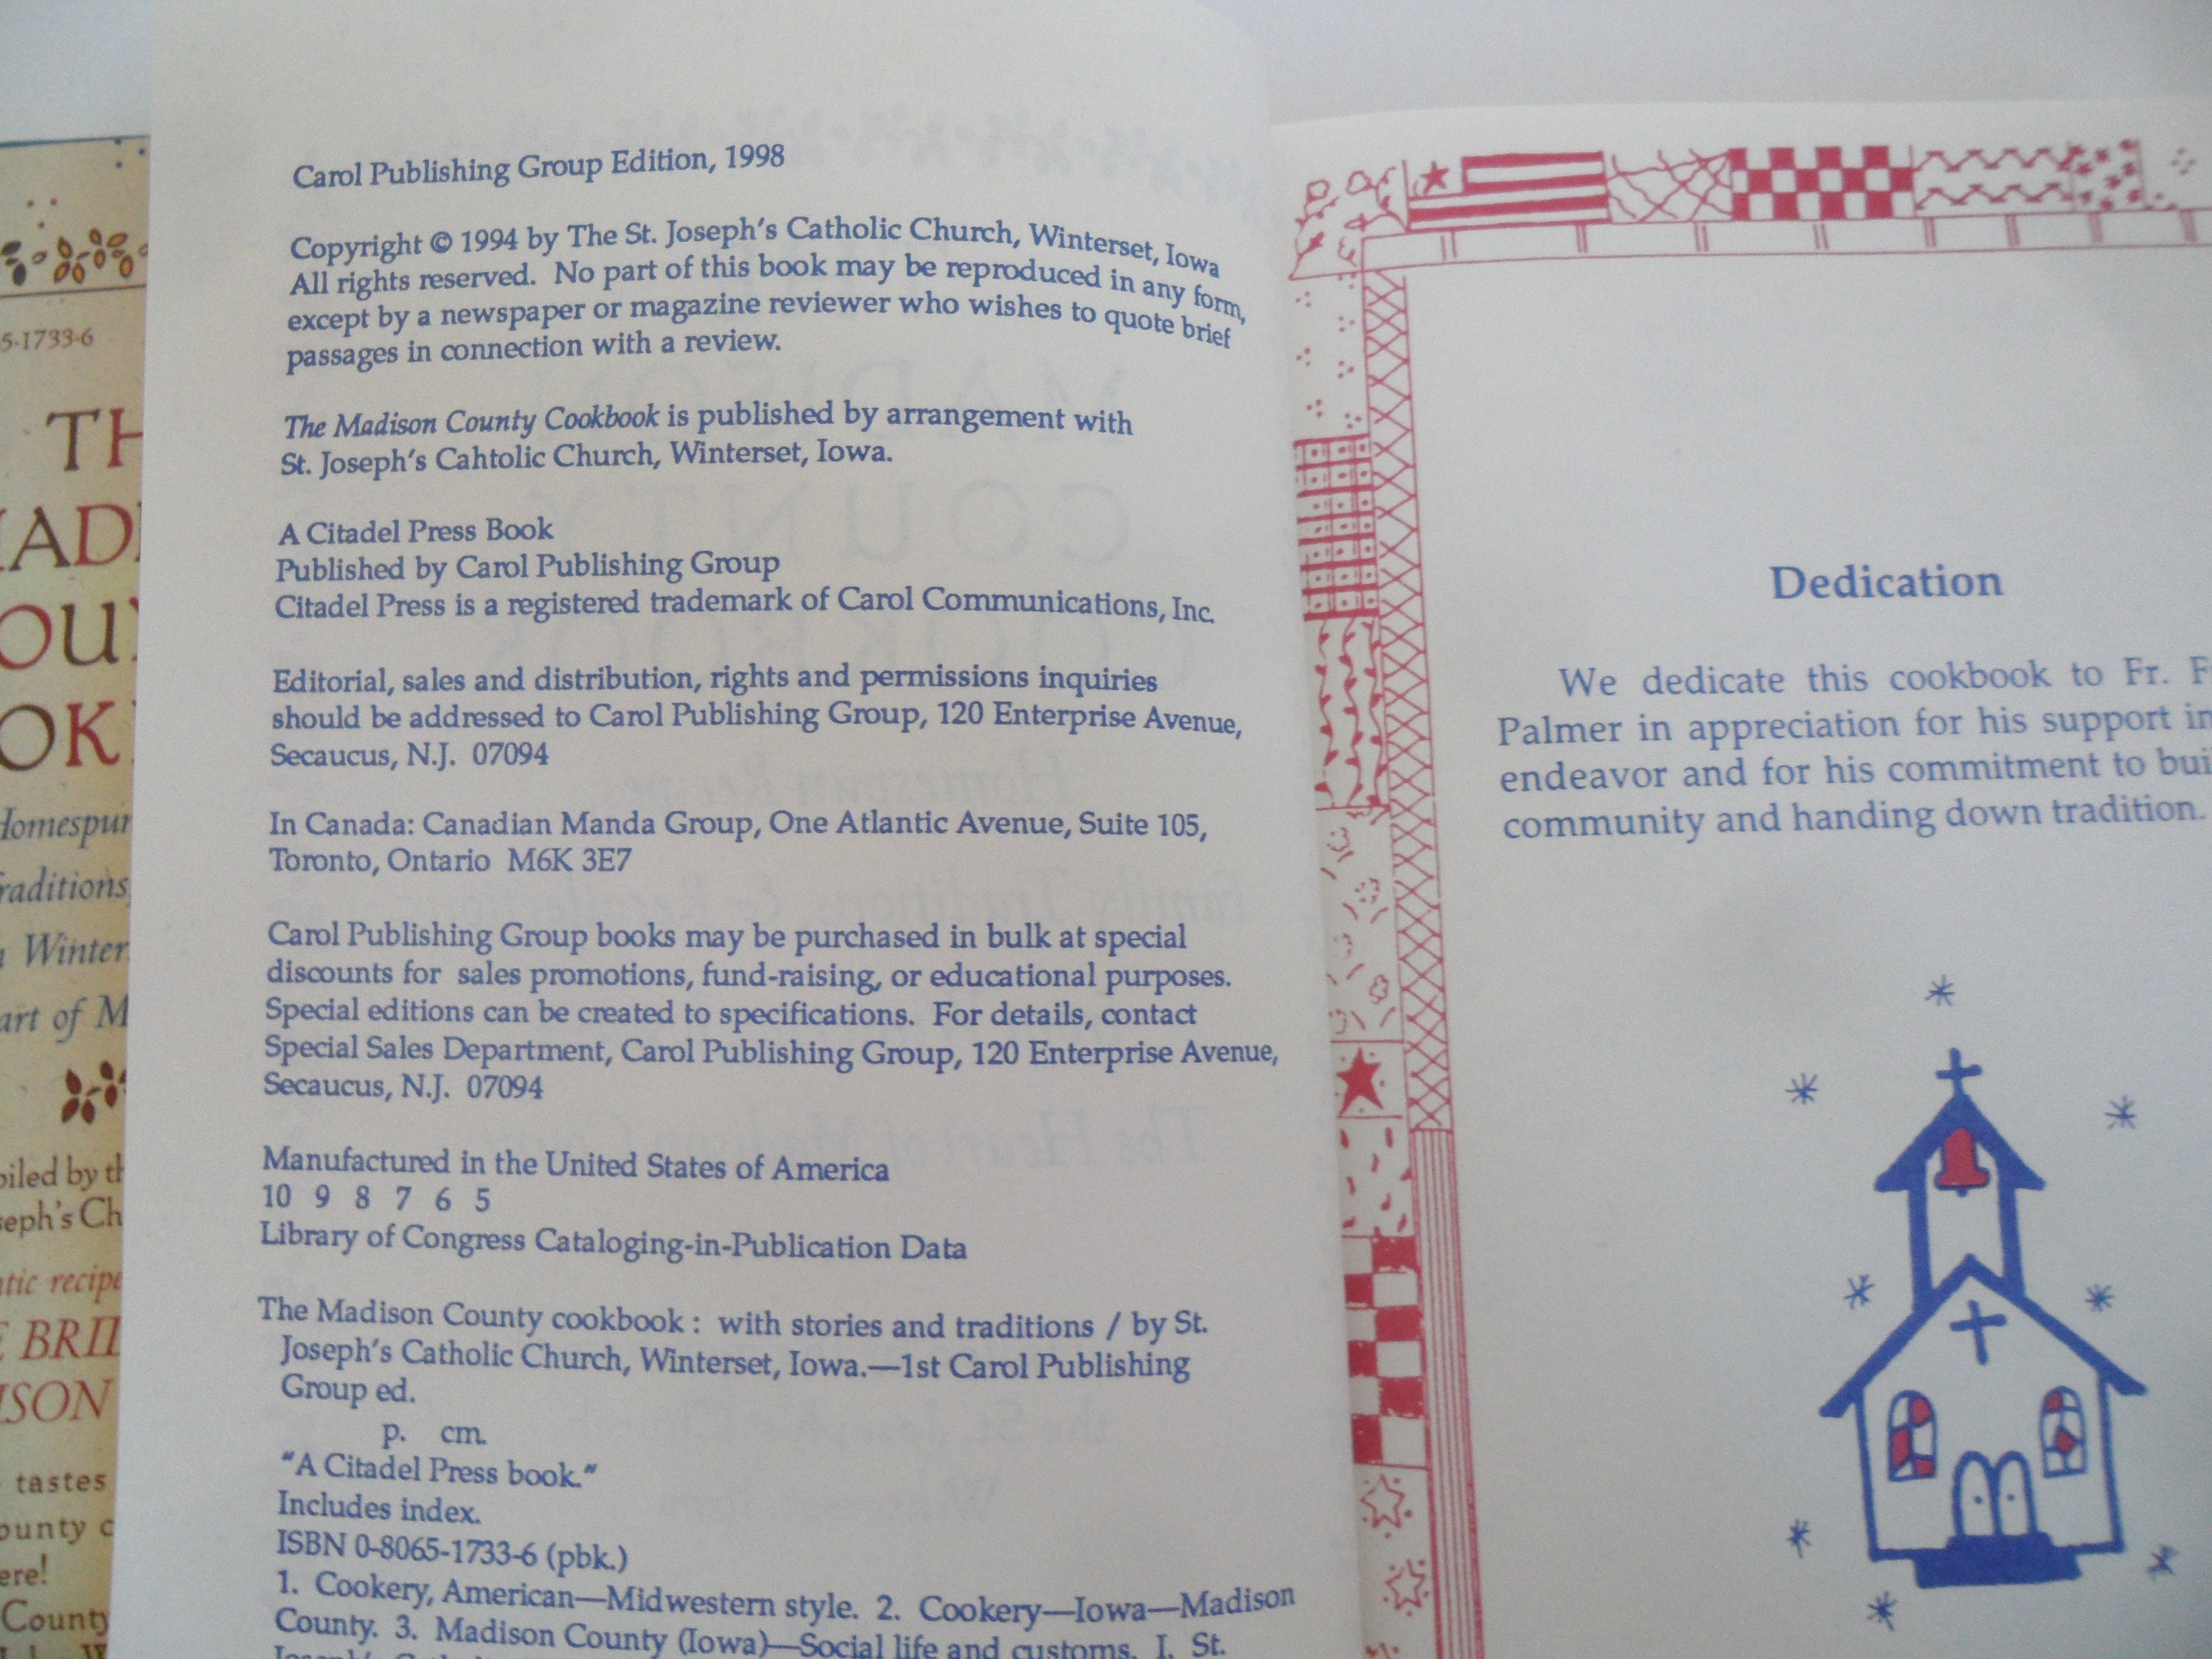 5-1733-6
TH
ADI
OU
OK
Homespun
raditions,
Winter
art of M
piled by th
seph's Ch
tic recipe
E BRI
ISON
tastes
ounty c
ere!
County
Carol Publishing Group Edition, 1998
Copyright © 1994 by The St. Joseph's Catholic Church, Winterset, Iowa
All rights reserved. No part of this book may be reproduced in any form,
except by a newspaper or magazine reviewer who wishes to quote brief
passages in connection with a review.
The Madison County Cookbook is published by arrangement with
St. Joseph's Cahtolic Church, Winterset, Iowa.
A Citadel Press Book
Published by Carol Publishing Group
Citadel Press is a registered trademark of Carol Communications, Inc.
Editorial, sales and distribution, rights and permissions inquiries
should be addressed to Carol Publishing Group, 120 Enterprise Avenue,
Secaucus, N.J. 07094
In Canada: Canadian Manda Group, One Atlantic Avenue, Suite 105,
Toronto, Ontario M6K 3E7
Carol Publishing Group books may be purchased in bulk at special
discounts for sales promotions, fund-raising, or educational purposes.
Special editions can be created to specifications. For details, contact
Special Sales Department, Carol Publishing Group, 120 Enterprise Avenue,
Secaucus, N.J. 07094
Manufactured in the United States of America
10 9 8 7 6 5
Library of Congress Cataloging-in-Publication Data
The Madison County cookbook : with stories and traditions / by St.
Joseph's Catholic Church, Winterset, Iowa.—1st Carol Publishing
Group ed.
p. cm.
"A Citadel Press book."
Includes index.
ISBN 0-8065-1733-6 (pbk.)
1. Cookery, American—Midwestern style. 2. Cookery—Iowa—Madison
County. 3. Madison County (Iowa)—Social life and customs. I. St.
Dedication
We dedicate this cookbook to Fr. F
Palmer in appreciation for his support in
endeavor and for his commitment to bui
community and handing down tradition.